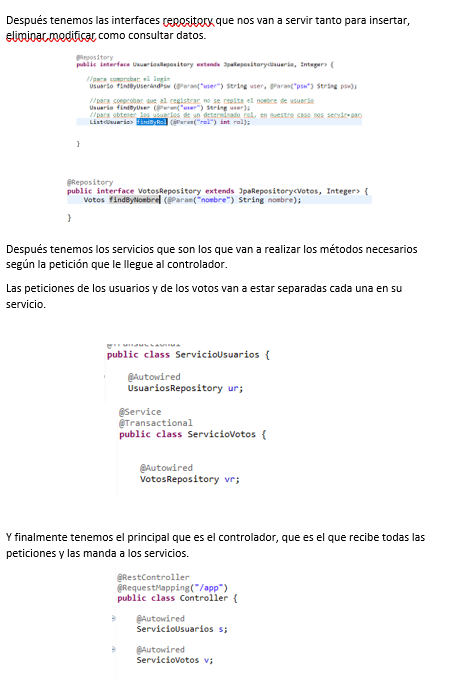 Después tenemos las interfaces repository que nos van a servir tanto para insertar,
eliminar,modificar como consultar datos.
@Repository
public interface UsuariosRepository extends JpaRepository<Usuario, Integer> {
//para comprobar el login
Usuario findByUserAndPsw (@Param("user") String user, @Param("psw") String psw);
//para comprobar que al registrar no se repita el nombre de usuario
Usuario findByUser (@Param("user") String user);
//para obtener los usuarios de un determinado rol, en nuestro caso nos servir
List<Usuario> findByRol (@Param("rol") int rol);
}
@Repository
public interface VotosRepository extends JpaRepository<Votos, Integer> {
Votos findByNombre (@Param("nombre") String nombre);
}
Después tenemos los servicios que son los que van a realizar los métodos necesarios
según la petición que le llegue al controlador.
Las peticiones de los usuarios y de los votos van a estar separadas cada una en su
servicio.
@Transactional
public class ServicioUsuarios {
@Autowired
UsuariosRepository ur;
@Service
@Transactional
public class ServicioVotos {
@Autowired
VotosRepository vr;
Y finalmente tenemos el principal que es el controlador, que es el que recibe todas las
peticiones y las manda a los servicios.
@RestController
@RequestMapping("/app")
public class Controller {
@Autowired
ServicioUsuarios s;
@Autowired
ServicioVotos v;